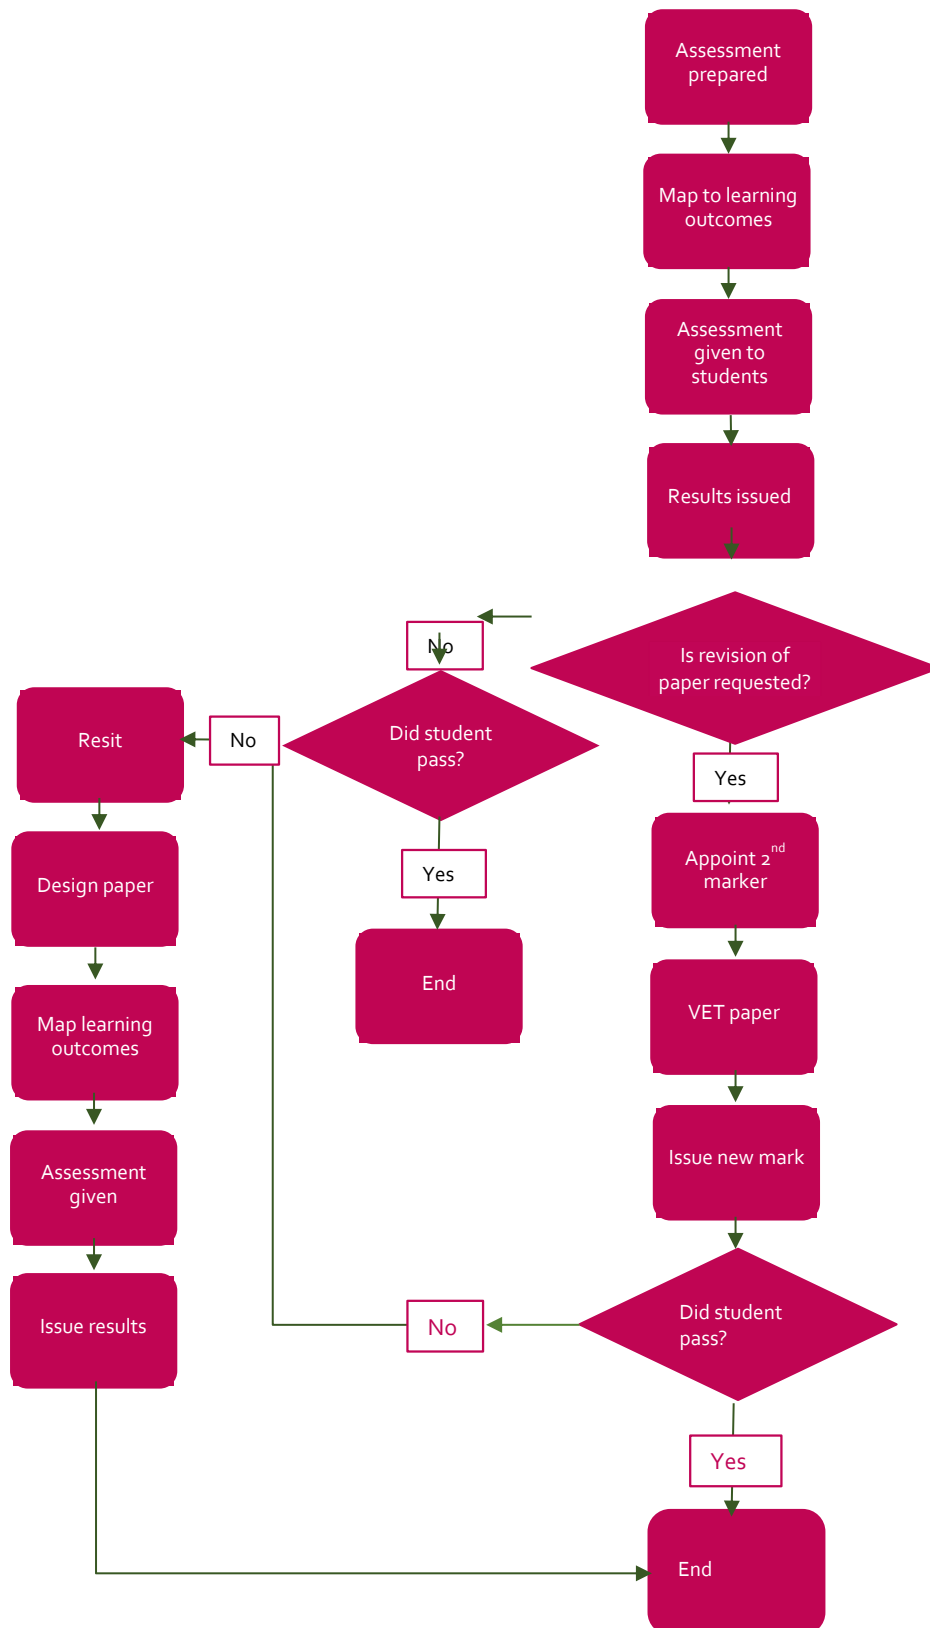 Assessment
prepared
Map to learning
outcomes
Assessment
given to
students
Results issued
Is revision of
paper requested?
No
Did student
pass?
No
Resit
Yes
Yes
Design paper
Appoint 2nd
marker
End
VET paper
Map learning
outcomes
Issue new mark
Assessment
given
Did student
pass?
No
Issue results
Yes
End